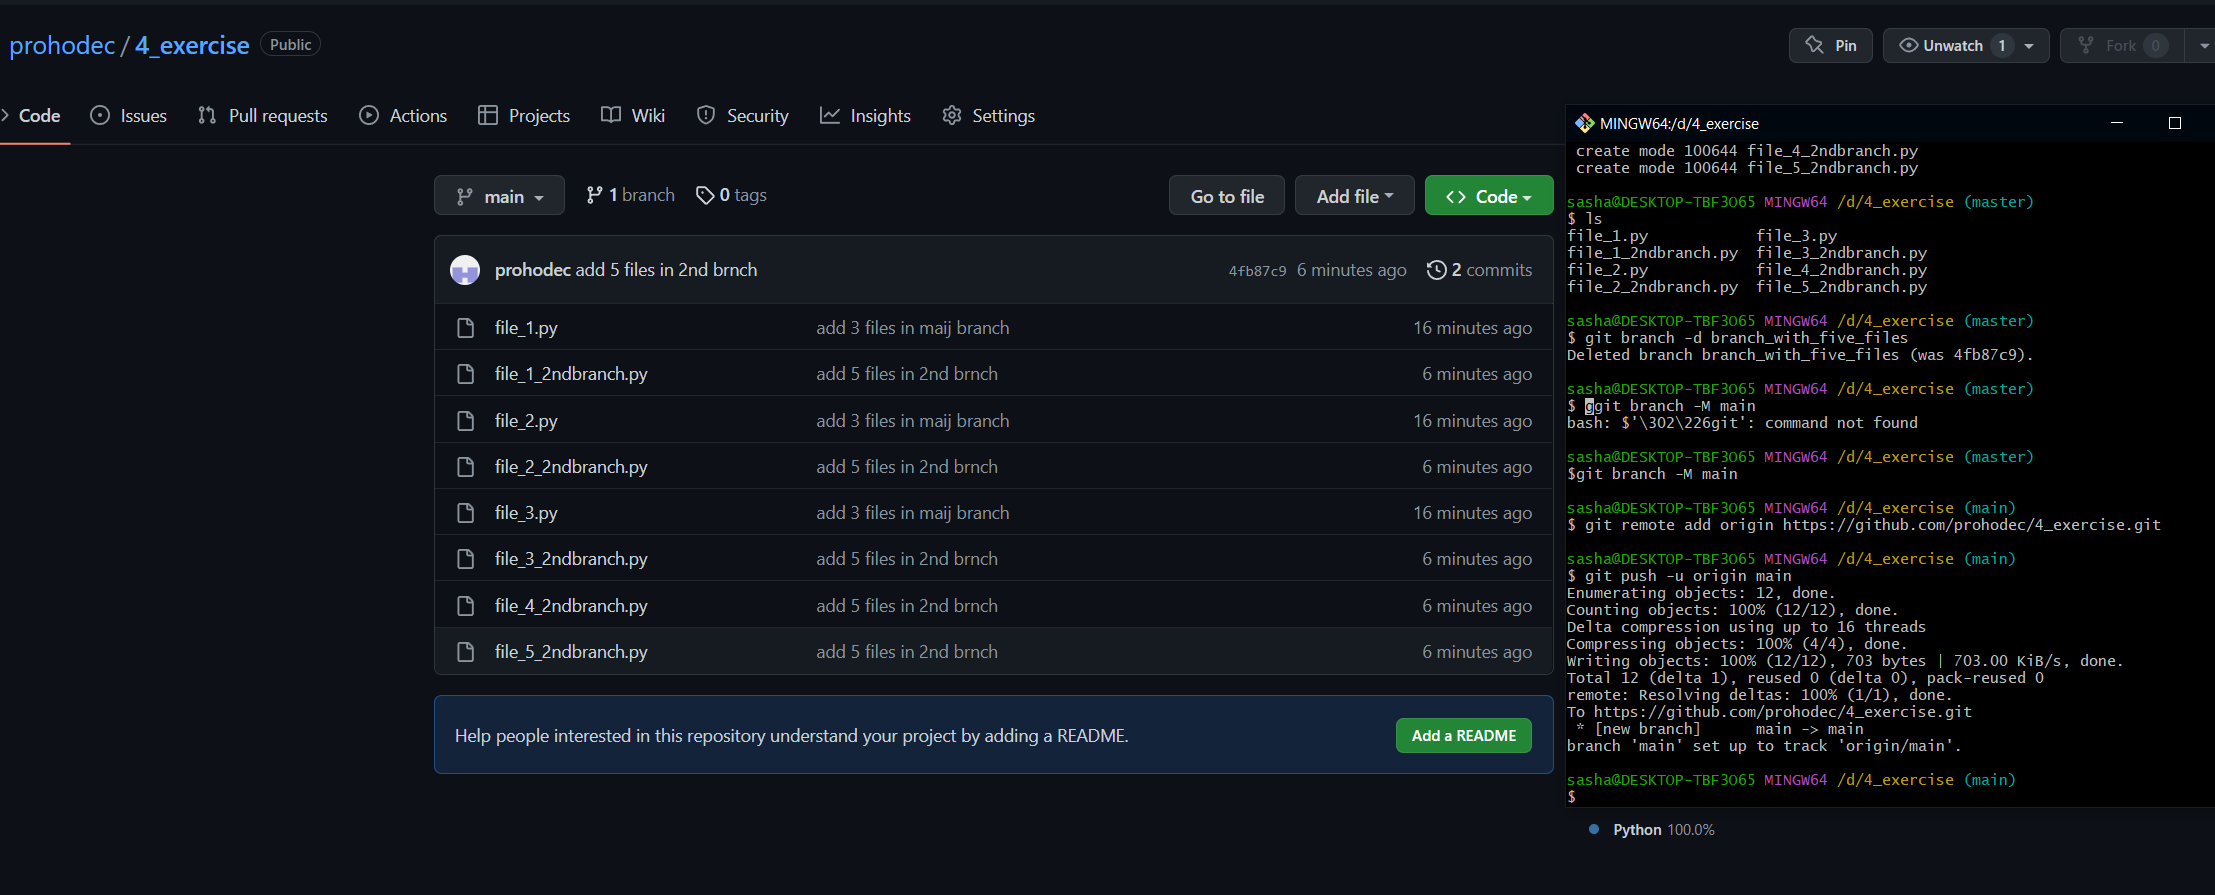 prohodec / 4_exercise Public
Pin
Unwatch 1
Fork 0
Code
Issues
Pull requests
Actions
Projects
Wiki
Security
Insights
Settings
main
1 branch
0 tags
Go to file
Add file
Code
prohodec add 5 files in 2nd brnch
4fb87c9 6 minutes ago
2 commits
file_1.py add 3 files in maij branch 16 minutes ago
file_1_2ndbranch.py add 5 files in 2nd brnch 6 minutes ago
file_2.py add 3 files in maij branch 16 minutes ago
file_2_2ndbranch.py add 5 files in 2nd brnch 6 minutes ago
file_3.py add 3 files in maij branch 16 minutes ago
file_3_2ndbranch.py add 5 files in 2nd brnch 6 minutes ago
file_4_2ndbranch.py add 5 files in 2nd brnch 6 minutes ago
file_5_2ndbranch.py add 5 files in 2nd brnch 6 minutes ago
Help people interested in this repository understand your project by adding a README.
Add a README
MINGW64:/d/4_exercise
create mode 100644 file_4_2ndbranch.py
create mode 100644 file_5_2ndbranch.py
sasha@DESKTOP-TBF3O65 MINGW64 /d/4_exercise (master)
$ ls
file_1.py file_3.py
file_1_2ndbranch.py file_3_2ndbranch.py
file_2.py file_4_2ndbranch.py
file_2_2ndbranch.py file_5_2ndbranch.py
sasha@DESKTOP-TBF3O65 MINGW64 /d/4_exercise (master)
$ git branch -d branch_with_five_files
Deleted branch branch_with_five_files (was 4fb87c9).
sasha@DESKTOP-TBF3O65 MINGW64 /d/4_exercise (master)
$ ggit branch -M main
bash: $'\302\226git': command not found
sasha@DESKTOP-TBF3O65 MINGW64 /d/4_exercise (master)
$git branch -M main
sasha@DESKTOP-TBF3O65 MINGW64 /d/4_exercise (main)
$ git remote add origin https://github.com/prohodec/4_exercise.git
sasha@DESKTOP-TBF3O65 MINGW64 /d/4_exercise (main)
$ git push -u origin main
Enumerating objects: 12, done.
Counting objects: 100% (12/12), done.
Delta compression using up to 16 threads
Compressing objects: 100% (4/4), done.
Writing objects: 100% (12/12), 703 bytes | 703.00 KiB/s, done.
Total 12 (delta 1), reused 0 (delta 0), pack-reused 0
remote: Resolving deltas: 100% (1/1), done.
To https://github.com/prohodec/4_exercise.git
* [new branch] main -> main
branch 'main' set up to track 'origin/main'.
sasha@DESKTOP-TBF3O65 MINGW64 /d/4_exercise (main)
$
Python 100.0%